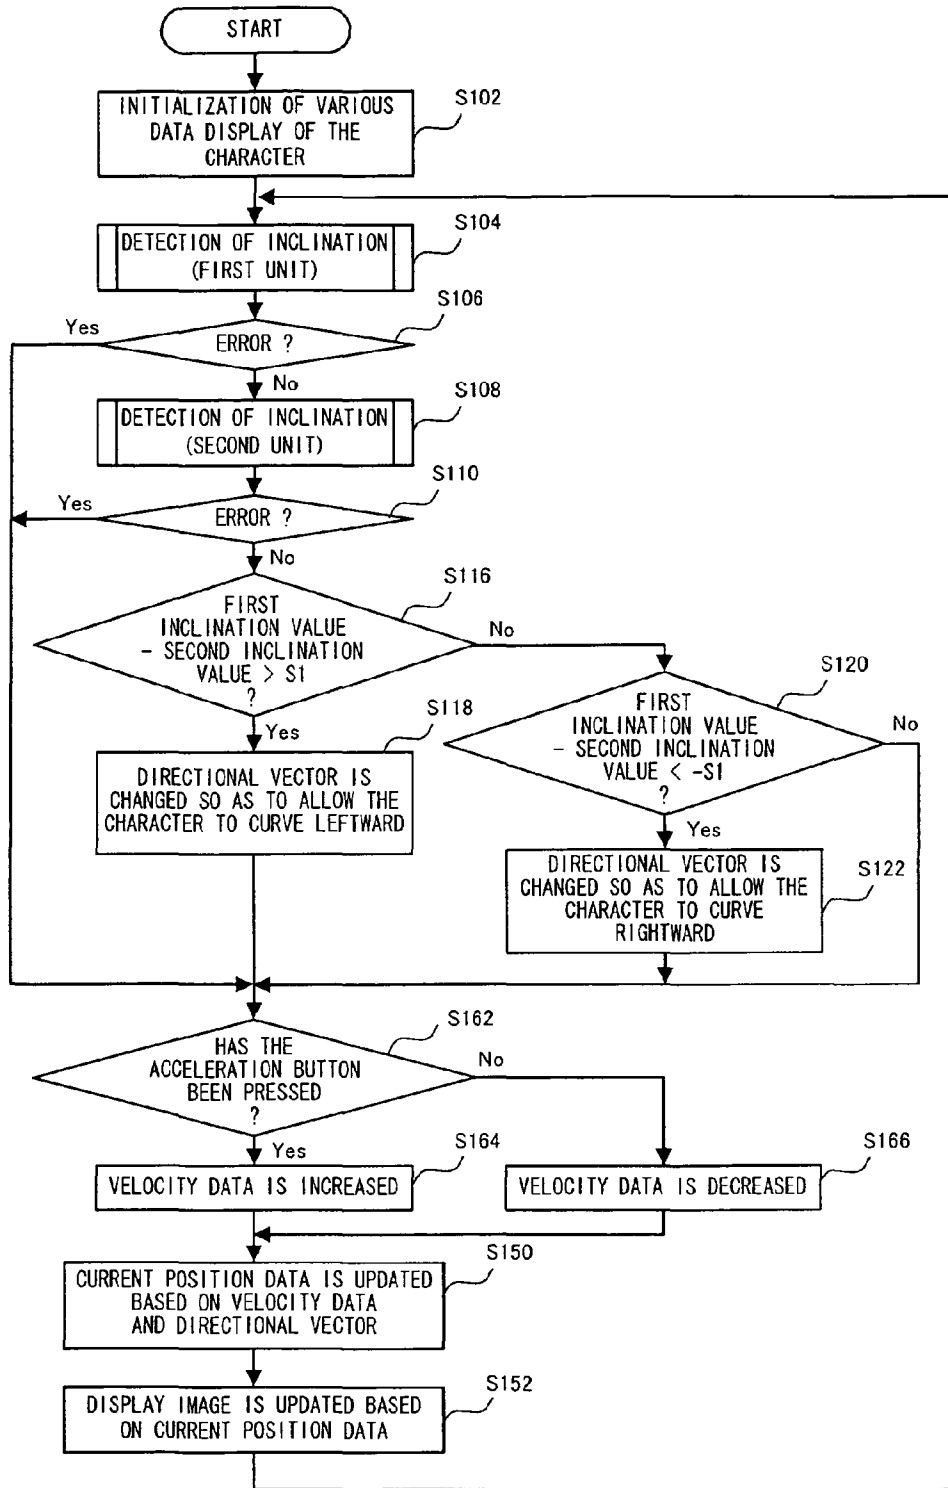 START
S102
INITIALIZATION OF VARIOUS
DATA DISPLAY OF THE
CHARACTER
S104
DETECTION OF INCLINATION
(FIRST UNIT)
S106
Yes
ERROR ?
No
S108
DETECTION OF INCLINATION
(SECOND UNIT)
S110
Yes
ERROR ?
No
S116
FIRST
INCLINATION VALUE
- SECOND INCLINATION
VALUE > S1
?
No
Yes
S118
DIRECTIONAL VECTOR IS
CHANGED SO AS TO ALLOW THE
CHARACTER TO CURVE LEFTWARD
S120
FIRST
INCLINATION VALUE
- SECOND INCLINATION
VALUE < -S1
?
No
Yes
S122
DIRECTIONAL VECTOR IS
CHANGED SO AS TO ALLOW THE
CHARACTER TO CURVE
RIGHTWARD
S162
HAS THE
ACCELERATION BUTTON
BEEN PRESSED
?
No
Yes
S164
VELOCITY DATA IS INCREASED
S166
VELOCITY DATA IS DECREASED
S150
CURRENT POSITION DATA IS UPDATED
BASED ON VELOCITY DATA
AND DIRECTIONAL VECTOR
S152
DISPLAY IMAGE IS UPDATED BASED
ON CURRENT POSITION DATA